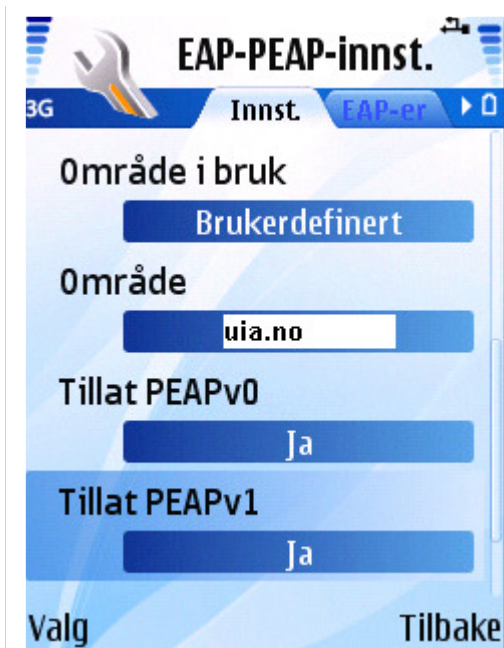 EAP-PEAP-innst.
3G
Innst. EAP-er
Område i bruk
Brukerdefinert
Område
uia.no
Tillat PEAPv0
Ja
Tillat PEAPv1
Ja
Valg Tilbake